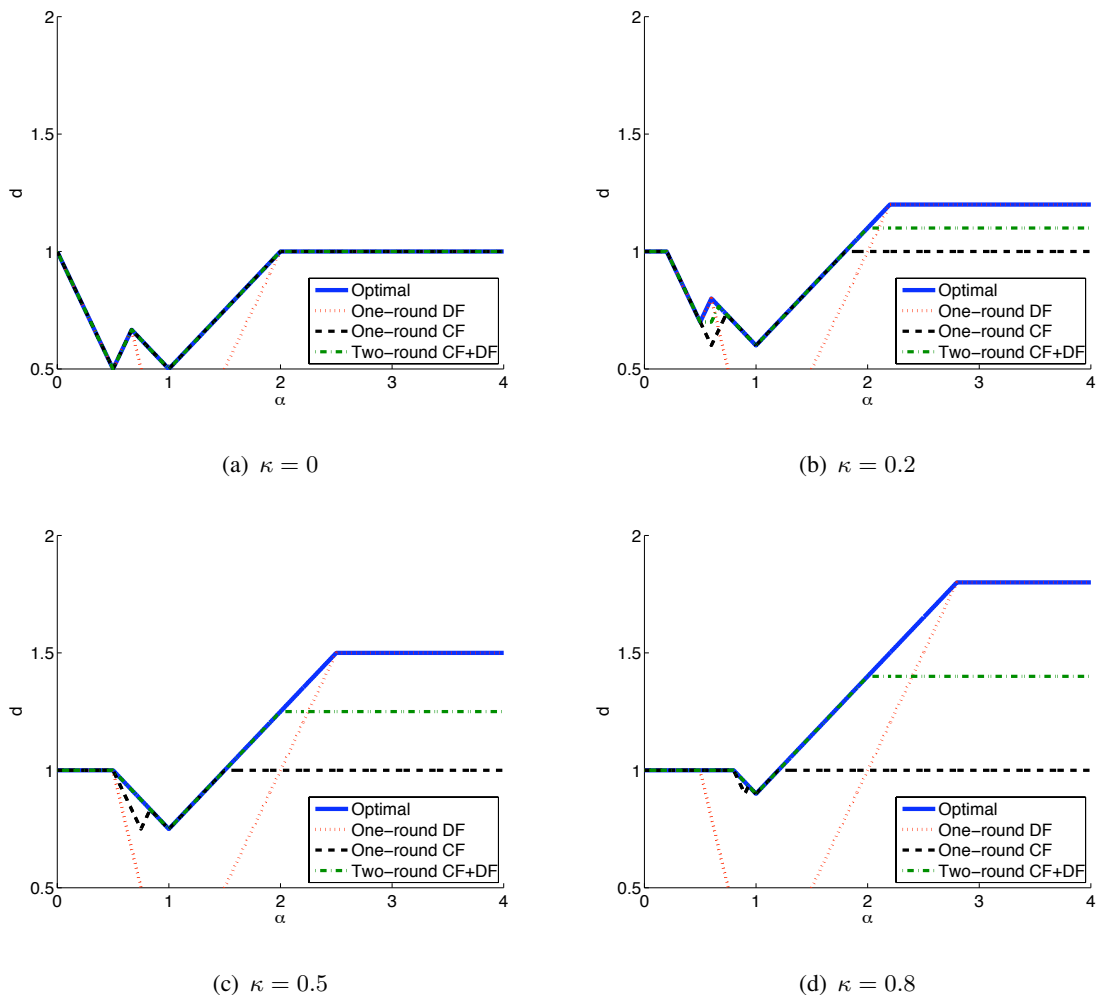 2
1.5
d
1
0.5
0 1 2 3 4
α
Optimal
One−round DF
One−round CF
Two−round CF+DF
(a) κ = 0
2
1.5
d
1
0.5
0 1 2 3 4
α
Optimal
One−round DF
One−round CF
Two−round CF+DF
(b) κ = 0.2
2
1.5
d
1
0.5
0 1 2 3 4
α
Optimal
One−round DF
One−round CF
Two−round CF+DF
(c) κ = 0.5
2
1.5
d
1
0.5
0 1 2 3 4
α
Optimal
One−round DF
One−round CF
Two−round CF+DF
(d) κ = 0.8